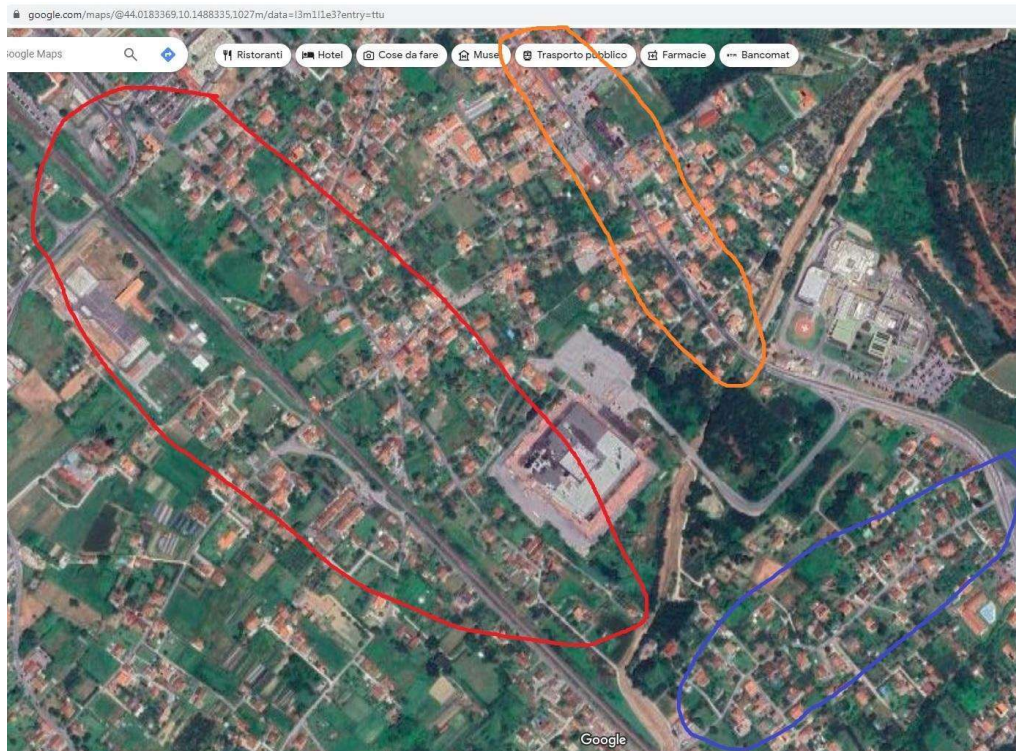 google.com/maps/@44.0183369,10.1488335,1027m/data=!3m1!1e3?entry=ttu
Google Maps
Ristoranti
Hotel
Cose da fare
Musei
Trasporto pubblico
Farmacie
Bancomat
Google